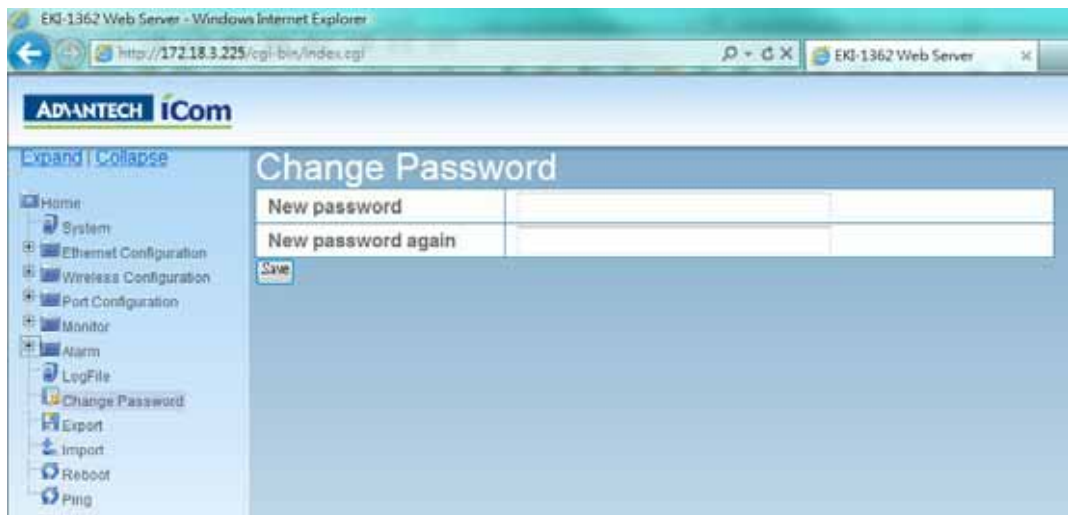 EKI-1362 Web Server - Windows Internet Explorer
http://172.18.3.225/cgi-bin/index.cgi
EKI-1362 Web Server
ADVANTECH iCom
Expand | Collapse
Change Password
New password
New password again
Save
Home
System
Ethernet Configuration
Wireless Configuration
Port Configuration
Monitor
Alarm
LogFile
Change Password
Export
Import
Reboot
Ping